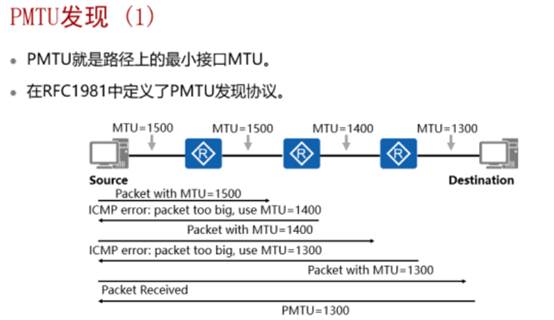 PMTU发现（1）
PMTU就是路径上的最小接口MTU。
在RFC1981中定义了PMTU发现协议。
MTU=1500 MTU=1500 MTU=1400 MTU=1300
R R R
Source Destination
Packet with MTU=1500
ICMP error: packet too big, use MTU=1400
Packet with MTU=1400
ICMP error: packet too big, use MTU=1300
Packet with MTU=1300
Packet Received
PMTU=1300